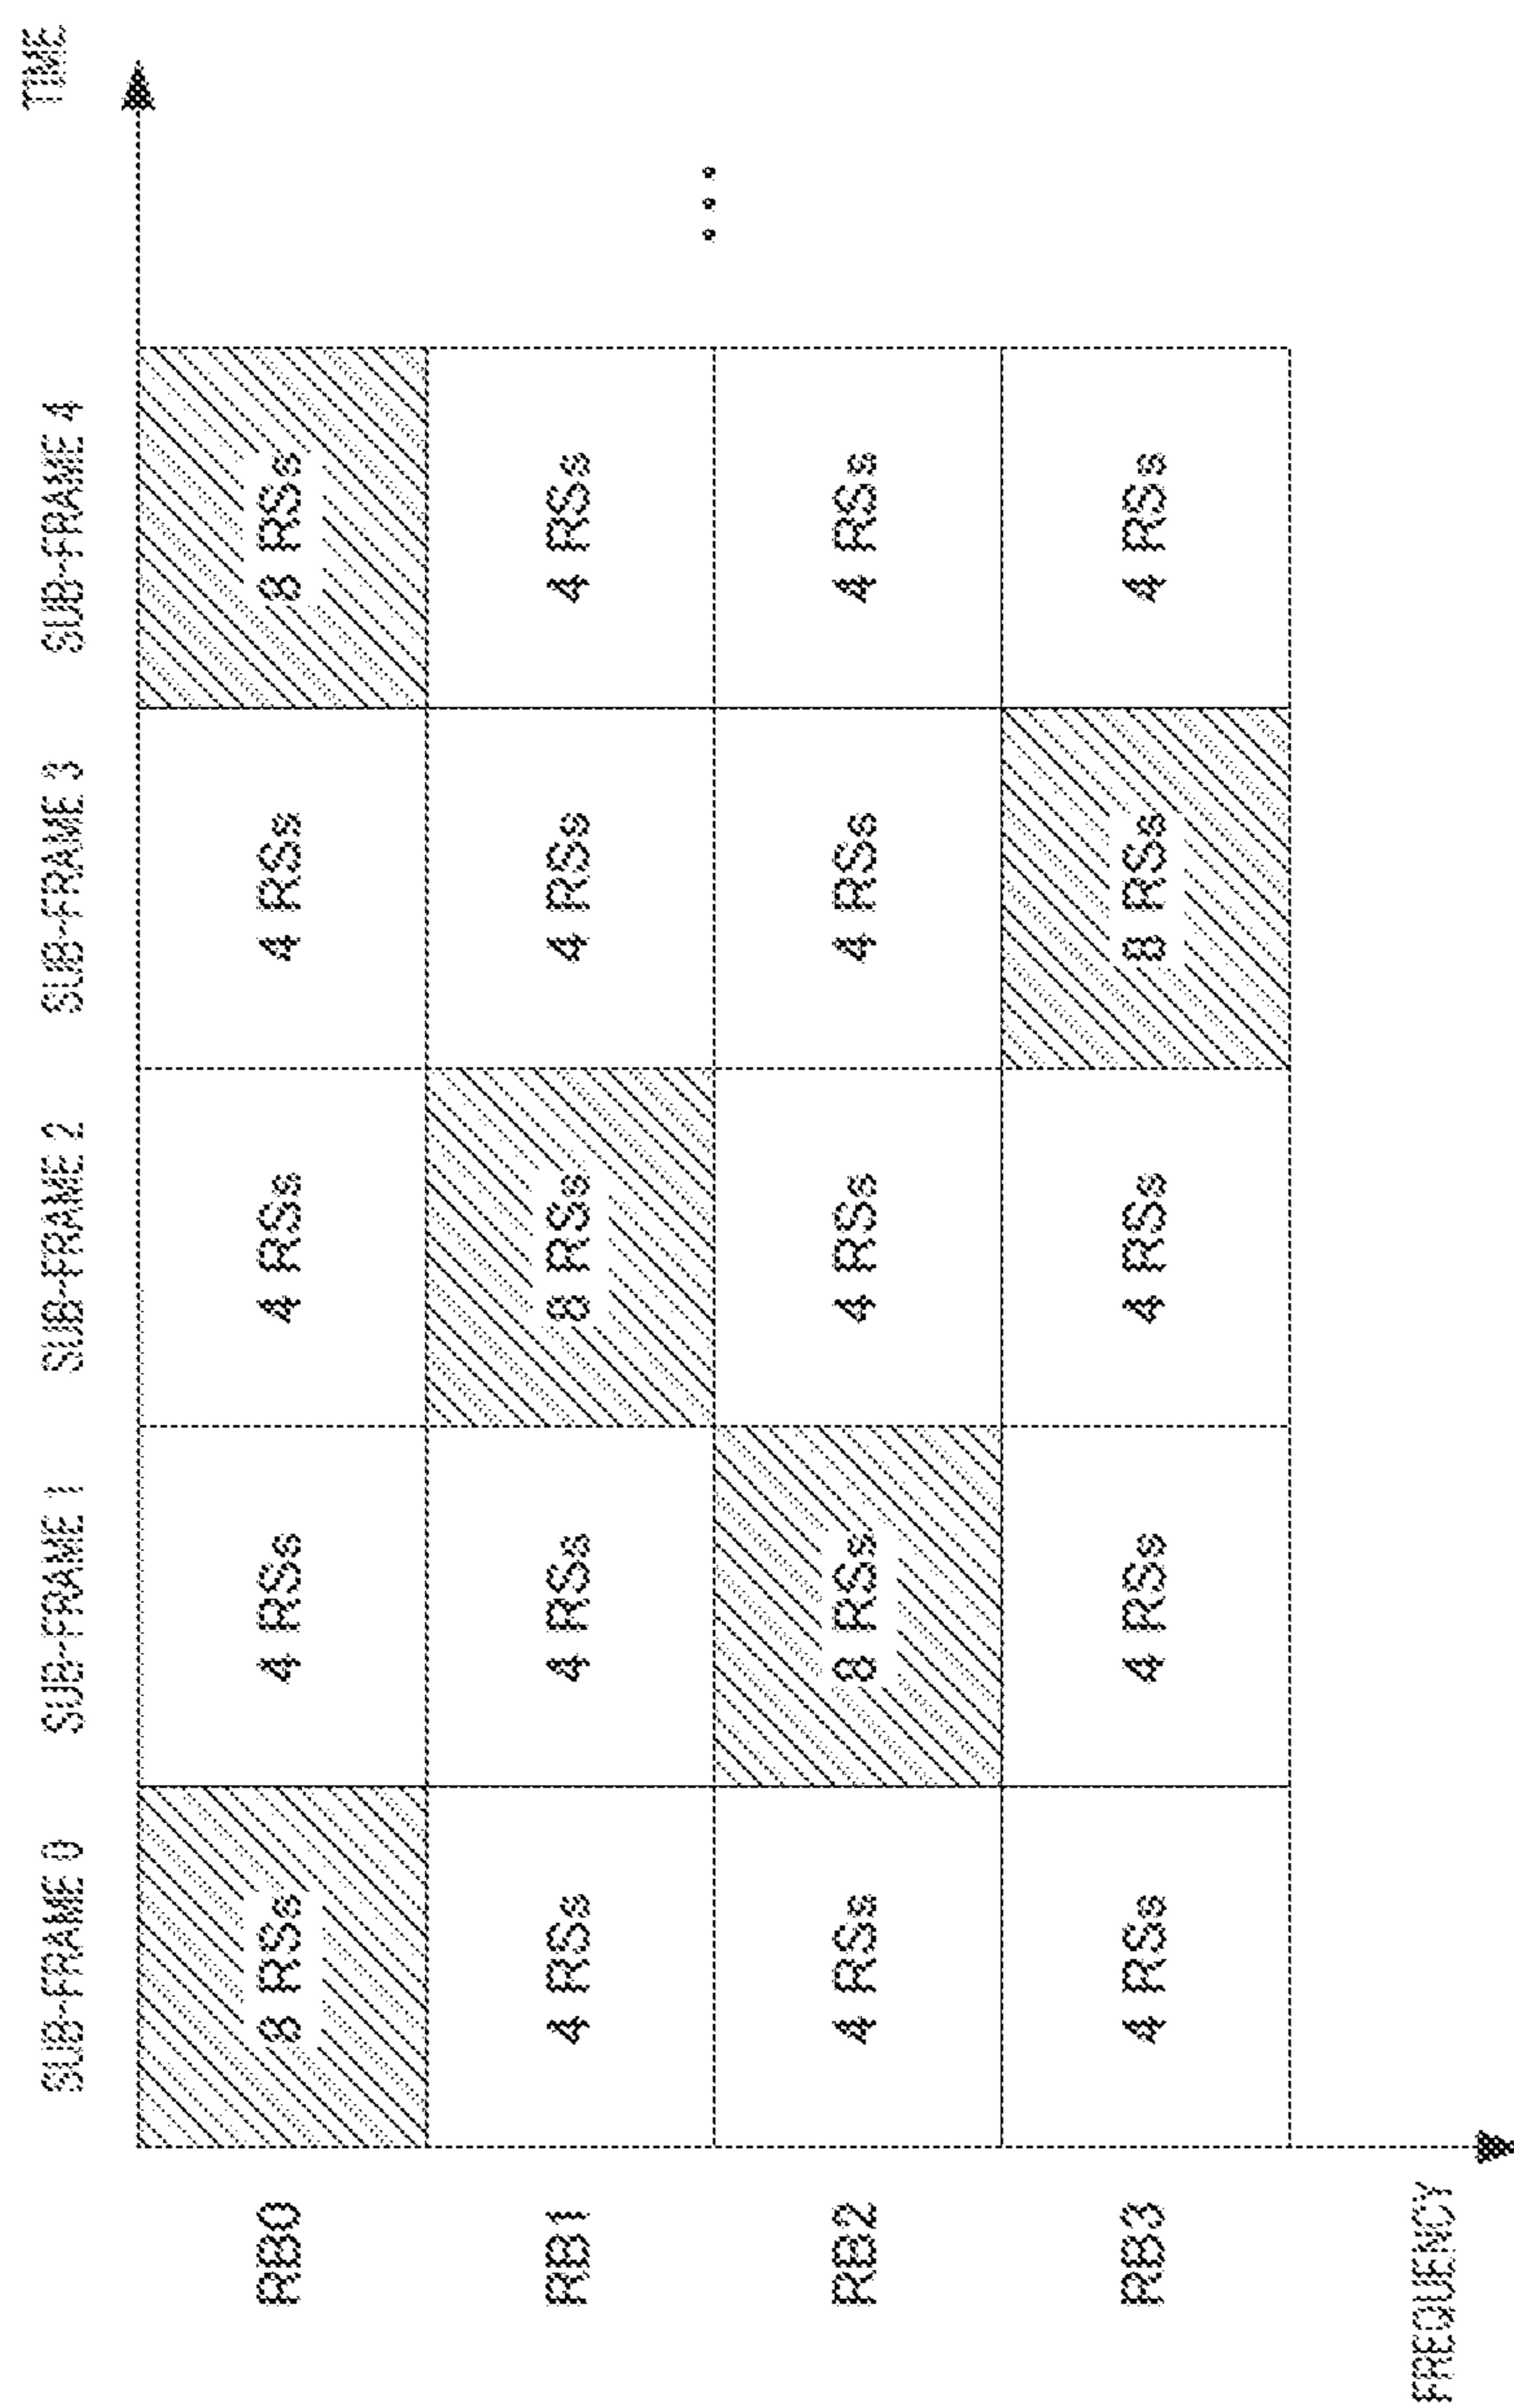 TIME
SUB-FRAME 0 SUB-FRAME 1 SUB-FRAME 2 SUB-FRAME 3 SUB-FRAME 4
RB0 8 RSs 4 RSs 4 RSs 4 RSs 8 RSs
RB1 4 RSs 4 RSs 8 RSs 4 RSs 4 RSs
...
RB2 4 RSs 8 RSs 4 RSs 4 RSs 4 RSs
RB3 4 RSs 4 RSs 4 RSs 8 RSs 4 RSs
FREQUENCY